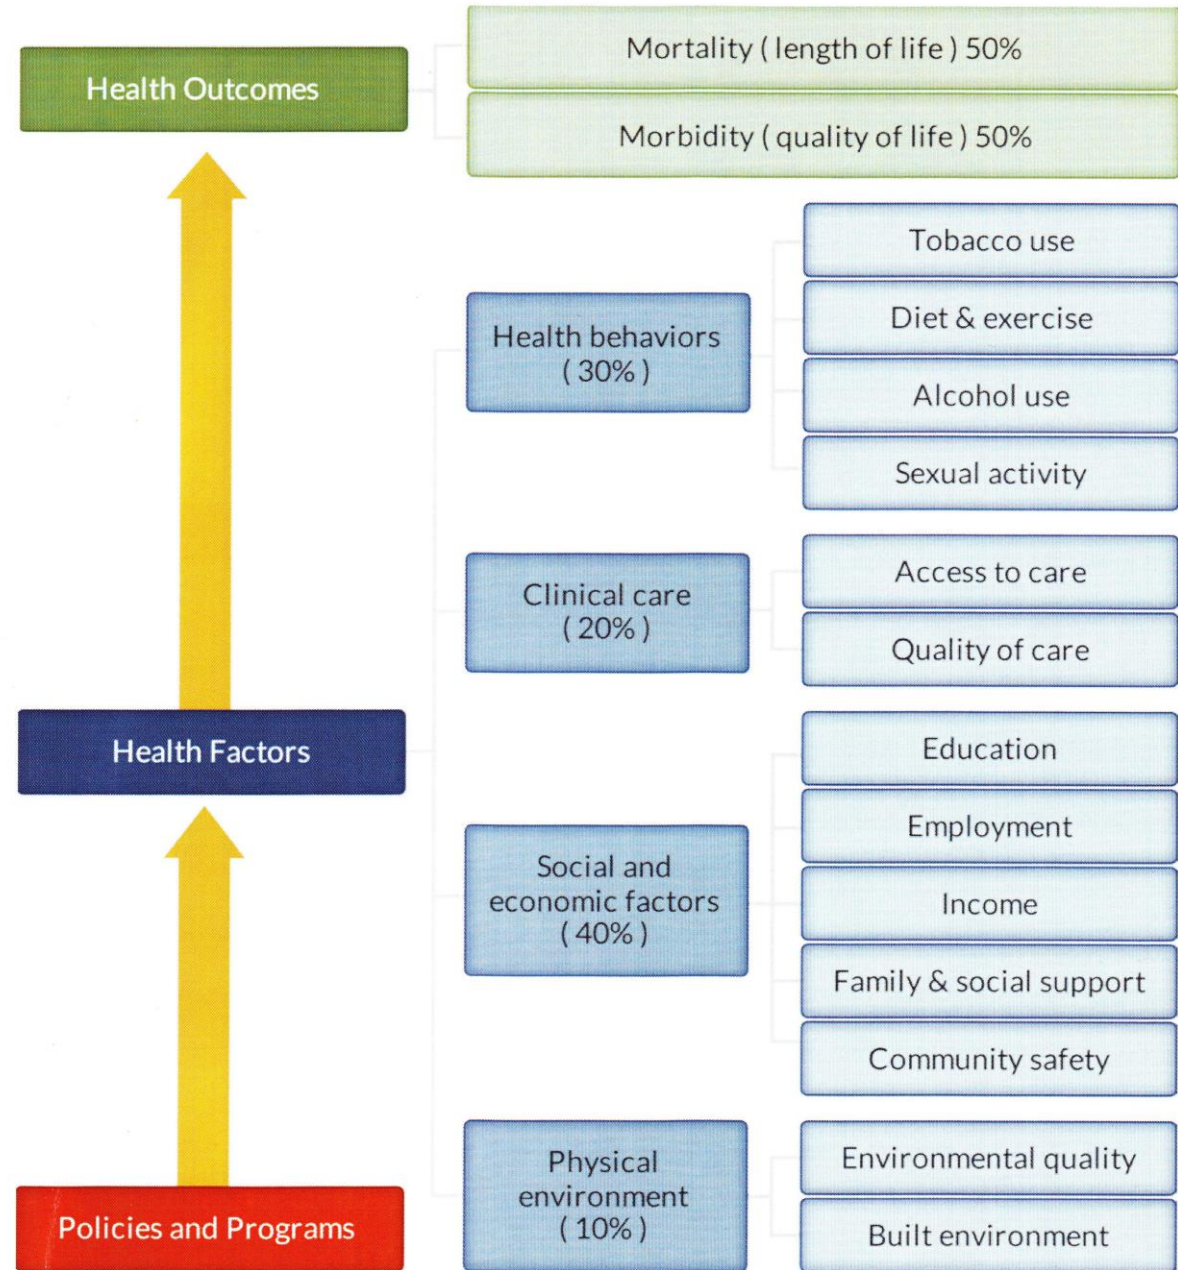 Health Outcomes
Mortality ( length of life ) 50%
Morbidity ( quality of life ) 50%
Tobacco use
Health behaviors
( 30% )
Diet & exercise
Alcohol use
Sexual activity
Clinical care
( 20% )
Access to care
Quality of care
Health Factors
Education
Employment
Social and
economic factors
( 40% )
Income
Family & social support
Community safety
Physical
environment
( 10% )
Environmental quality
Built environment
Policies and Programs